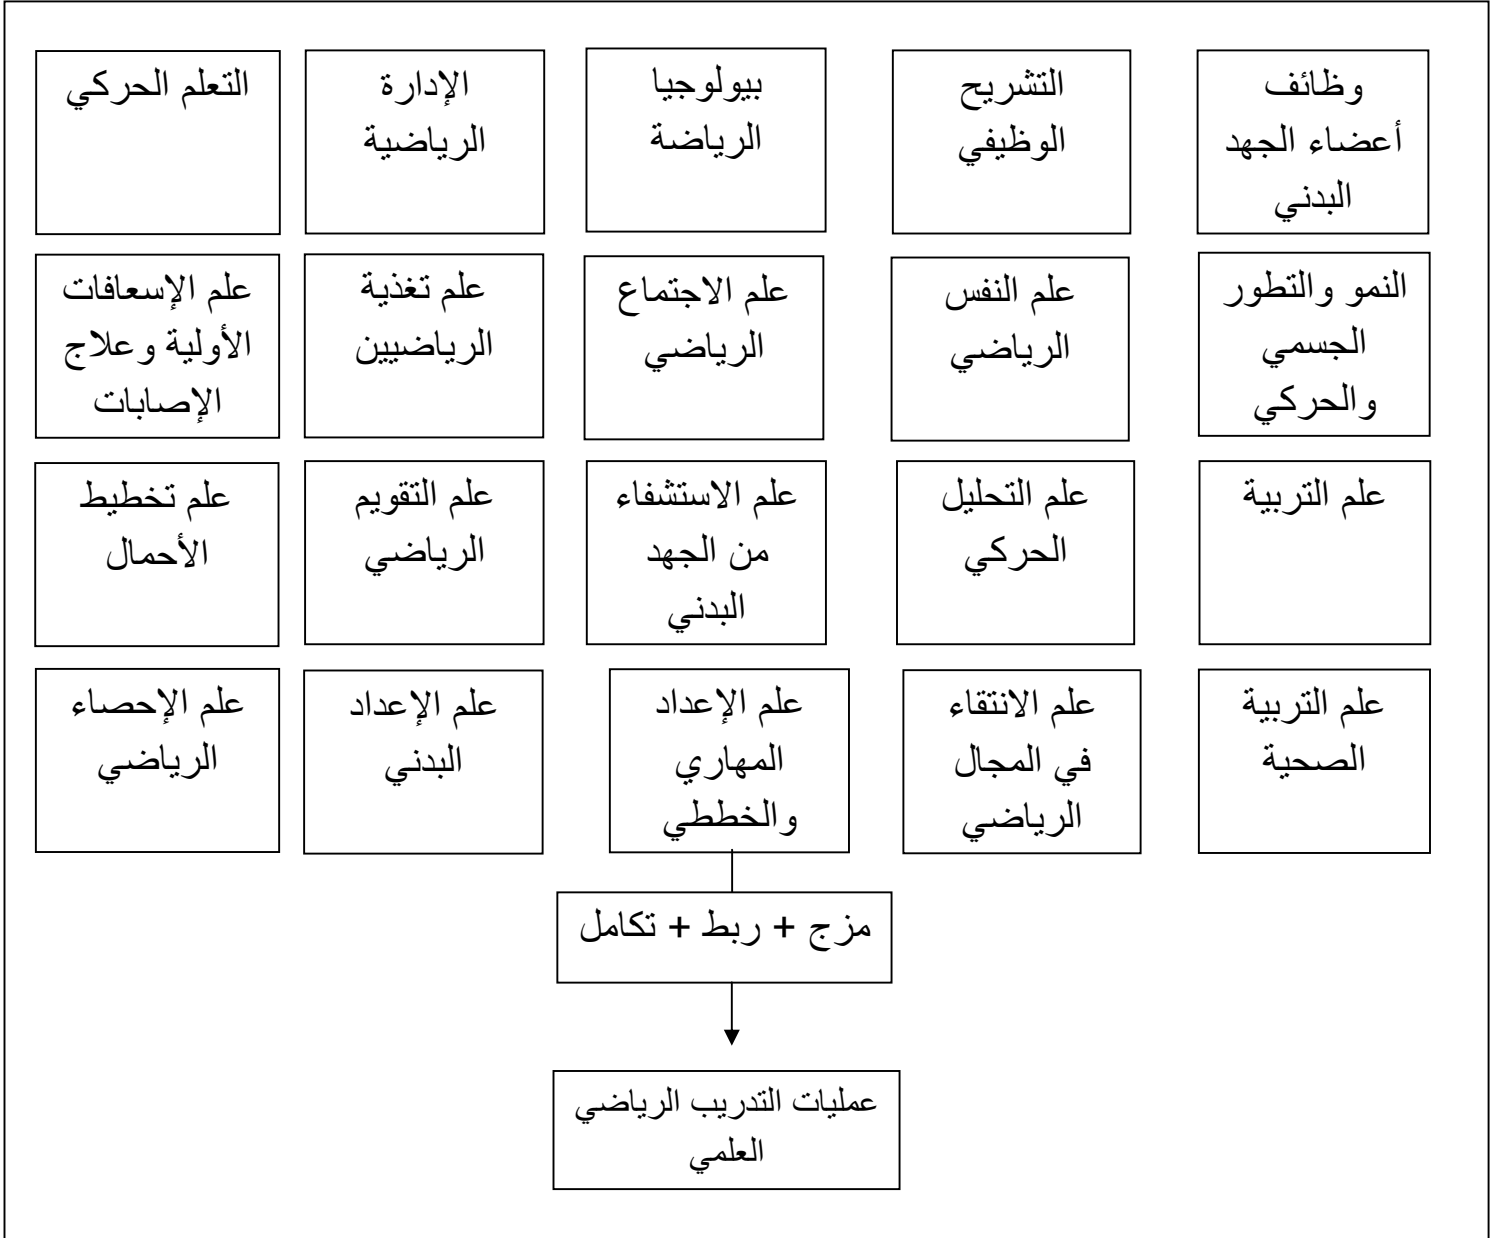 وظائف
أعضاء الجهد
البدني
التشريح
الوظيفي
بيولوجيا
الرياضة
الإدارة
الرياضية
التعلم الحركي
النمو والتطور
الجسمي
والحركي
علم النفس
الرياضي
علم الاجتماع
الرياضي
علم تغذية
الرياضيين
علم الإسعافات
الأولية وعلاج
الإصابات
علم التربية
علم التحليل
الحركي
علم الاستشفاء
من الجهد
البدني
علم التقويم
الرياضي
علم تخطيط
الأحمال
علم التربية
الصحية
علم الانتقاء
في المجال
الرياضي
علم الإعداد
المهاري
والخططي
علم الإعداد
البدني
علم الإحصاء
الرياضي
مزج + ربط + تكامل
عمليات التدريب الرياضي
العلمي